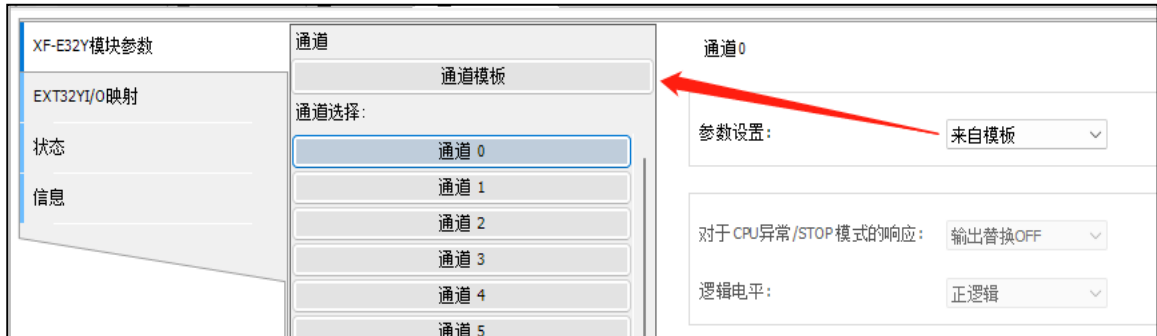 XF-E32Y模块参数
EXT32YI/O映射
状态
信息
通道
通道模板
通道选择:
通道 0
通道 1
通道 2
通道 3
通道 4
通道 5
通道0
参数设置: 来自模板
对于CPU异常/STOP模式的响应: 输出替换OFF
逻辑电平: 正逻辑